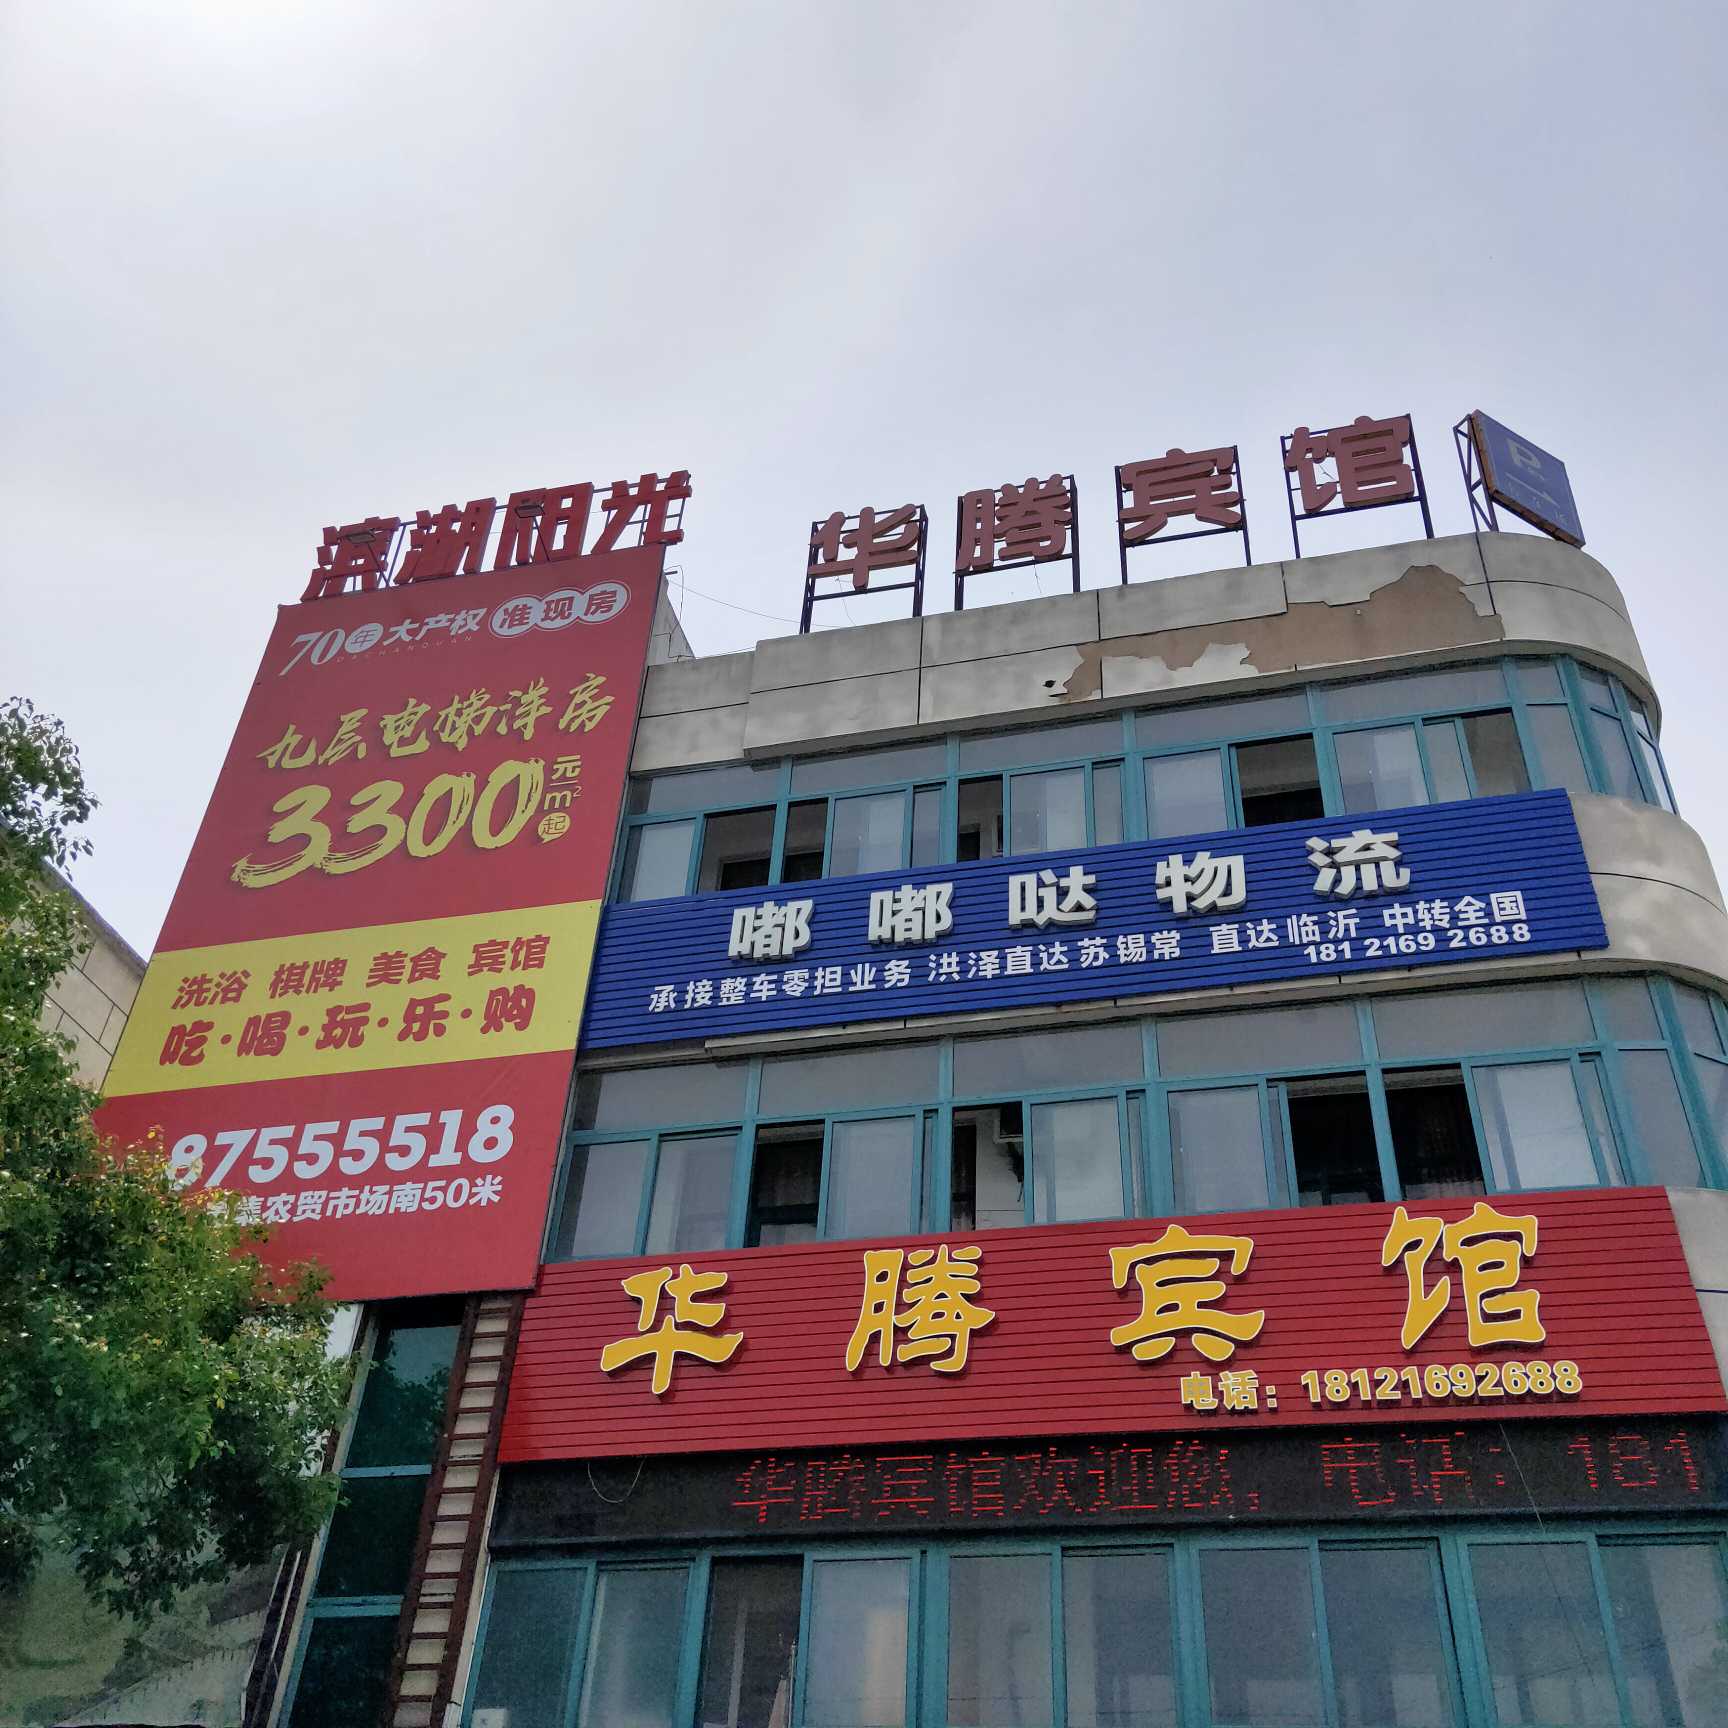 滨湖阳光
70年大产权 准现房
DACHANQUAN
九层电梯洋房
3300元/m²起
洗浴 棋牌 美食 宾馆
吃·喝·玩·乐·购
87555518
农贸市场南50米
华腾宾馆
P
嘟嘟哒物流
承接整车零担业务 洪泽直达苏锡常 直达临沂 中转全国
181 2169 2688
华腾宾馆
电话：18121692688
华腾宾馆欢迎您，电话：181